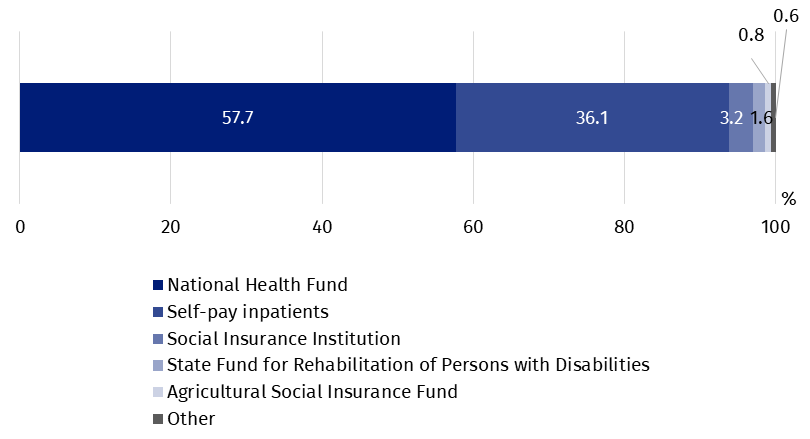 0.6
0.8
57.7 36.1 3.2 1.6
%
0 20 40 60 80 100
National Health Fund
Self-pay inpatients
Social Insurance Institution
State Fund for Rehabilitation of Persons with Disabilities
Agricultural Social Insurance Fund
Other